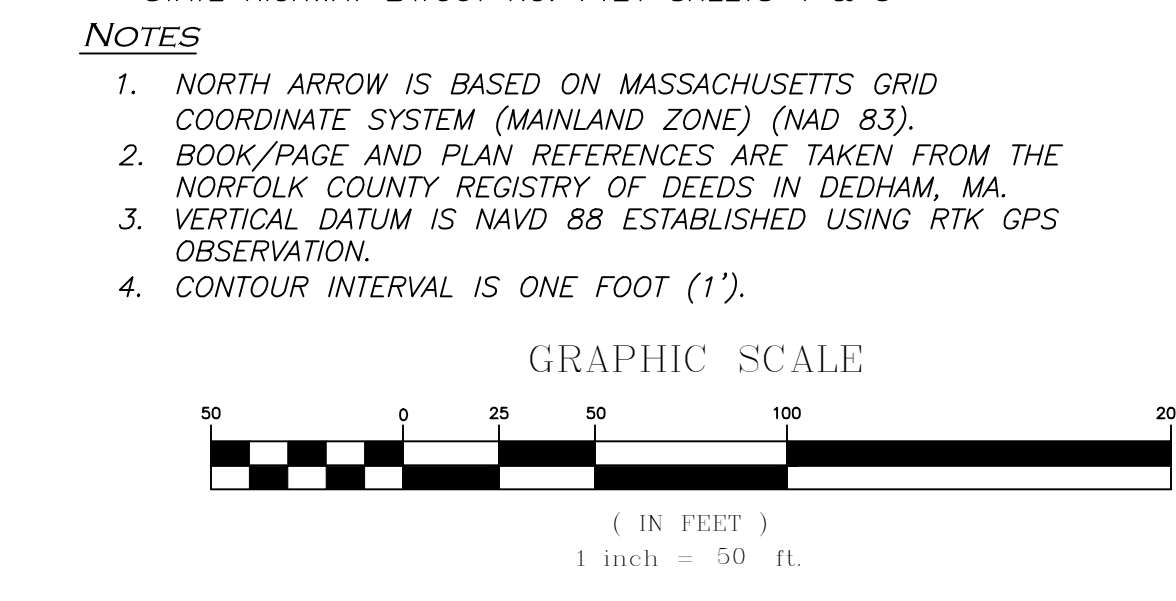 NOTES
1. NORTH ARROW IS BASED ON MASSACHUSETTS GRID
COORDINATE SYSTEM (MAINLAND ZONE) (NAD 83).
2. BOOK/PAGE AND PLAN REFERENCES ARE TAKEN FROM THE
NORFOLK COUNTY REGISTRY OF DEEDS IN DEDHAM, MA.
3. VERTICAL DATUM IS NAVD 88 ESTABLISHED USING RTK GPS
OBSERVATION.
4. CONTOUR INTERVAL IS ONE FOOT (1').
GRAPHIC SCALE
50 0 25 50 100 20
( IN FEET )
1 inch = 50 ft.